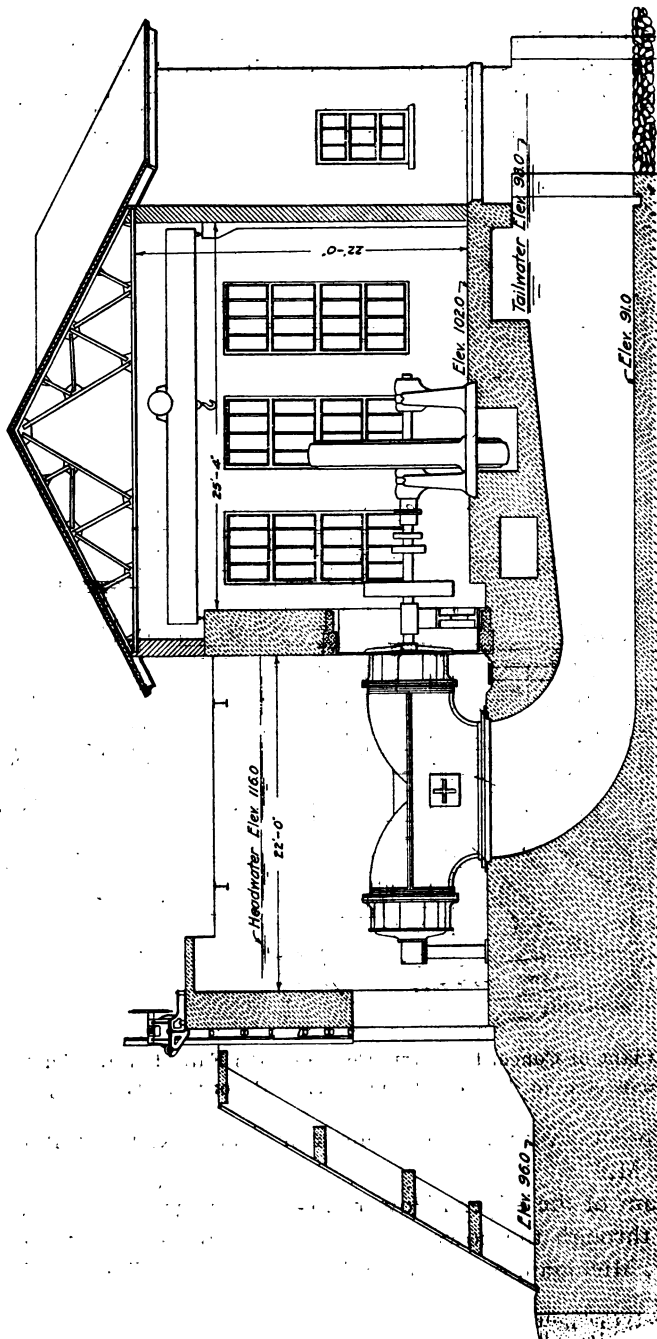 22'-0"
25'-4"
Elev. 102.0
Tailwater Elev. 98.0
Elev. 91.0
Headwater Elev. 116.0
22'-0"
Elev. 96.0